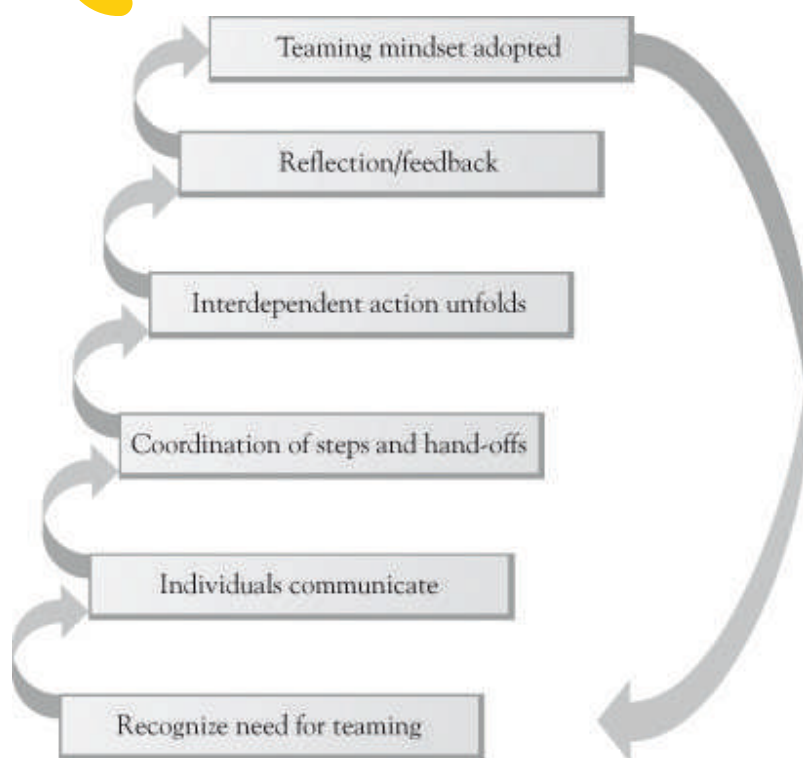 Teaming mindset adopted
Reflection/feedback
Interdependent action unfolds
Coordination of steps and hand-offs
Individuals communicate
Recognize need for teaming